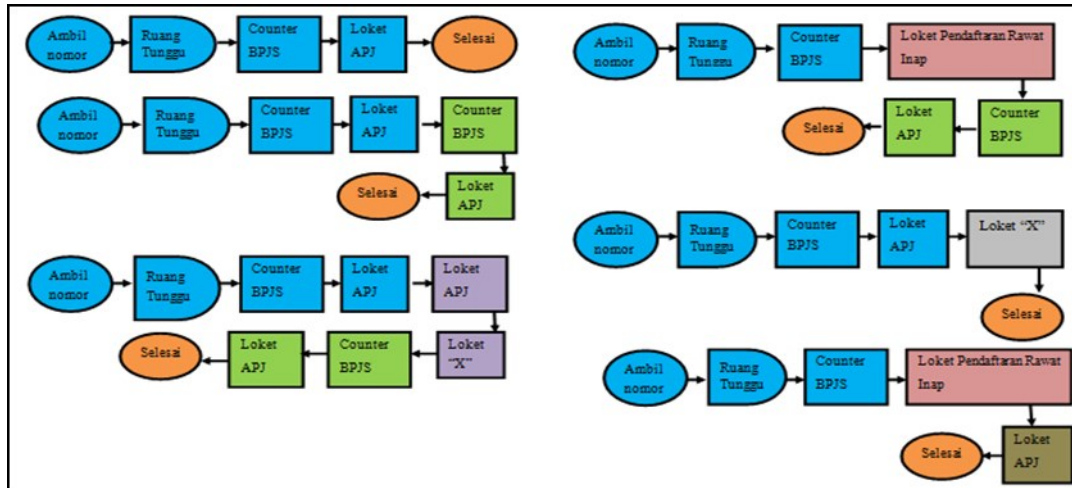 Ambil
nomor
Ruang
Tunggu
Counter
BPJS
Loket
APJ
Selesai
Ambil
nomor
Ruang
Tunggu
Counter
BPJS
Loket
APJ
Counter
BPJS
Loket
APJ
Selesai
Ambil
nomor
Ruang
Tunggu
Counter
BPJS
Loket
APJ
Loket
APJ
Loket
“X”
Counter
BPJS
Loket
APJ
Selesai
Ambil
nomor
Ruang
Tunggu
Counter
BPJS
Loket Pendaftaran Rawat
Inap
Counter
BPJS
Loket
APJ
Selesai
Ambil
nomor
Ruang
Tunggu
Counter
BPJS
Loket
APJ
Loket “X”
Selesai
Ambil
nomor
Ruang
Tunggu
Counter
BPJS
Loket Pendaftaran Rawat
Inap
Loket
APJ
Selesai